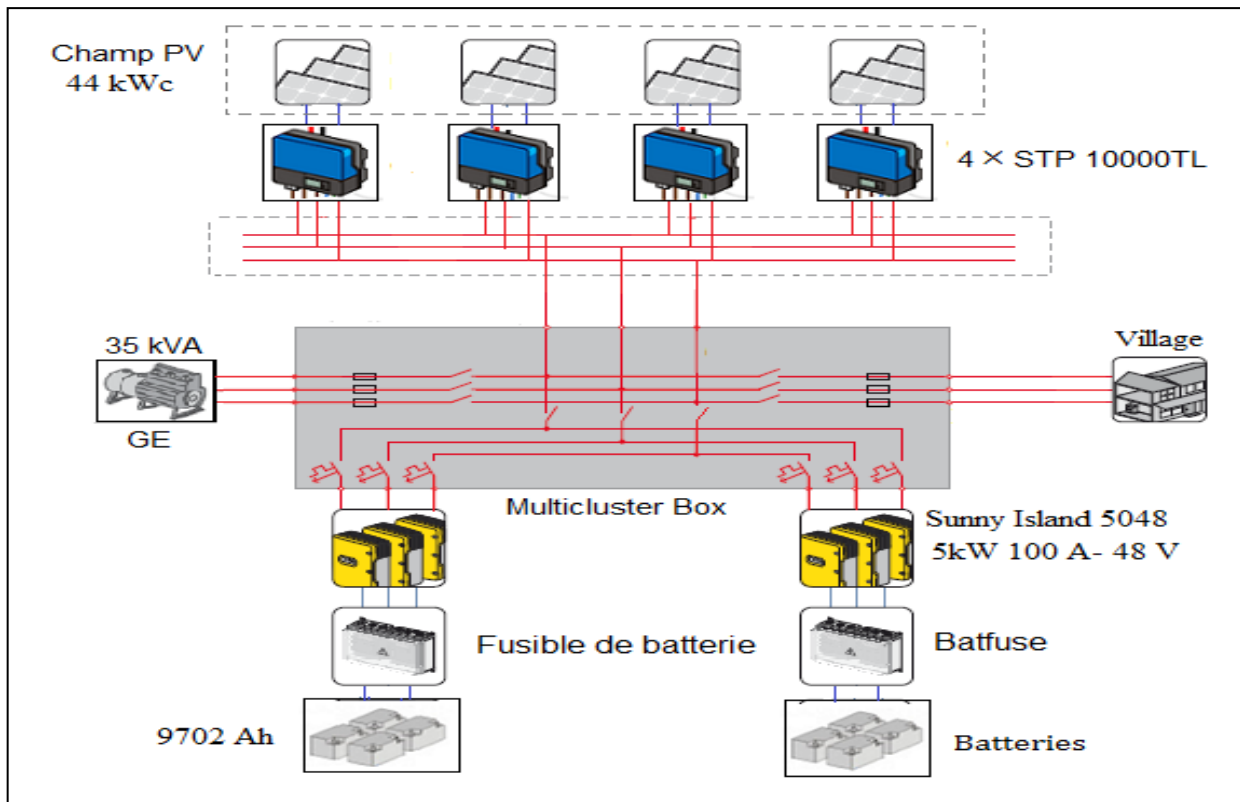 Champ PV
44 kWc
4 × STP 10000TL
35 kVA
GE
Village
Multicluster Box
Sunny Island 5048
5kW 100 A- 48 V
Fusible de batterie
Batfuse
9702 Ah
Batteries